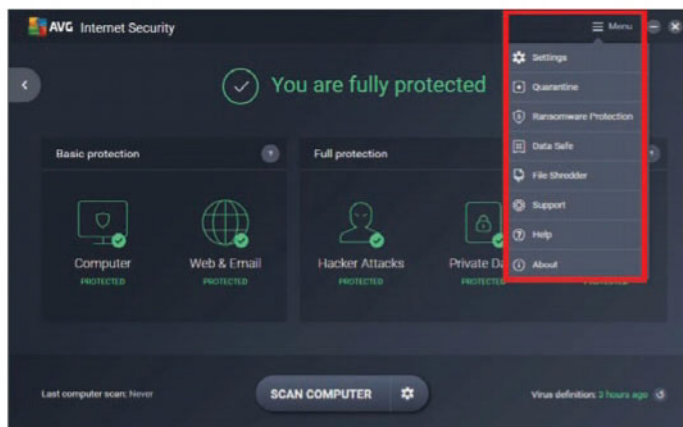 AVG Internet Security
Menu
Settings
Quarantine
Ransomware Protection
Data Safe
File Shredder
Support
Help
About
You are fully protected
Basic protection ?
Full protection ?
Computer
PROTECTED
Web & Email
PROTECTED
Hacker Attacks
PROTECTED
Private Da
PROTECTED
PROTECTED
Last computer scan: Never
SCAN COMPUTER
Virus definition: 3 hours ago